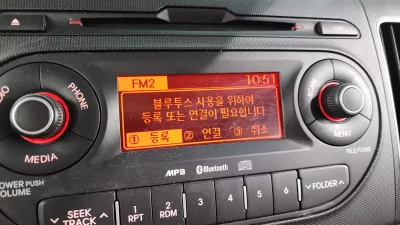 FM2 10:51
블루투스 사용을 위하여
등록 또는 연결이 필요합니다
① 등록 ② 연결 ③ 취소
PHONE
MEDIA
MENU
FILE/TUNE
POWER PUSH
VOLUME
MP3 Bluetooth
SEEK
TRACK
1 RPT
2 RDM
3
4
5
6
FOLDER